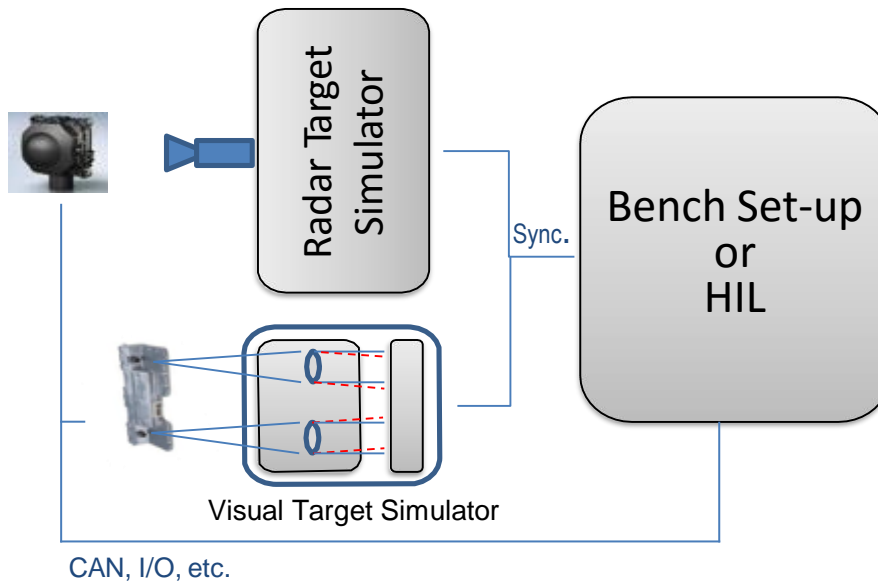 Radar Target
Simulator
Sync.
Bench Set-up
or
HIL
Visual Target Simulator
CAN, I/O, etc.